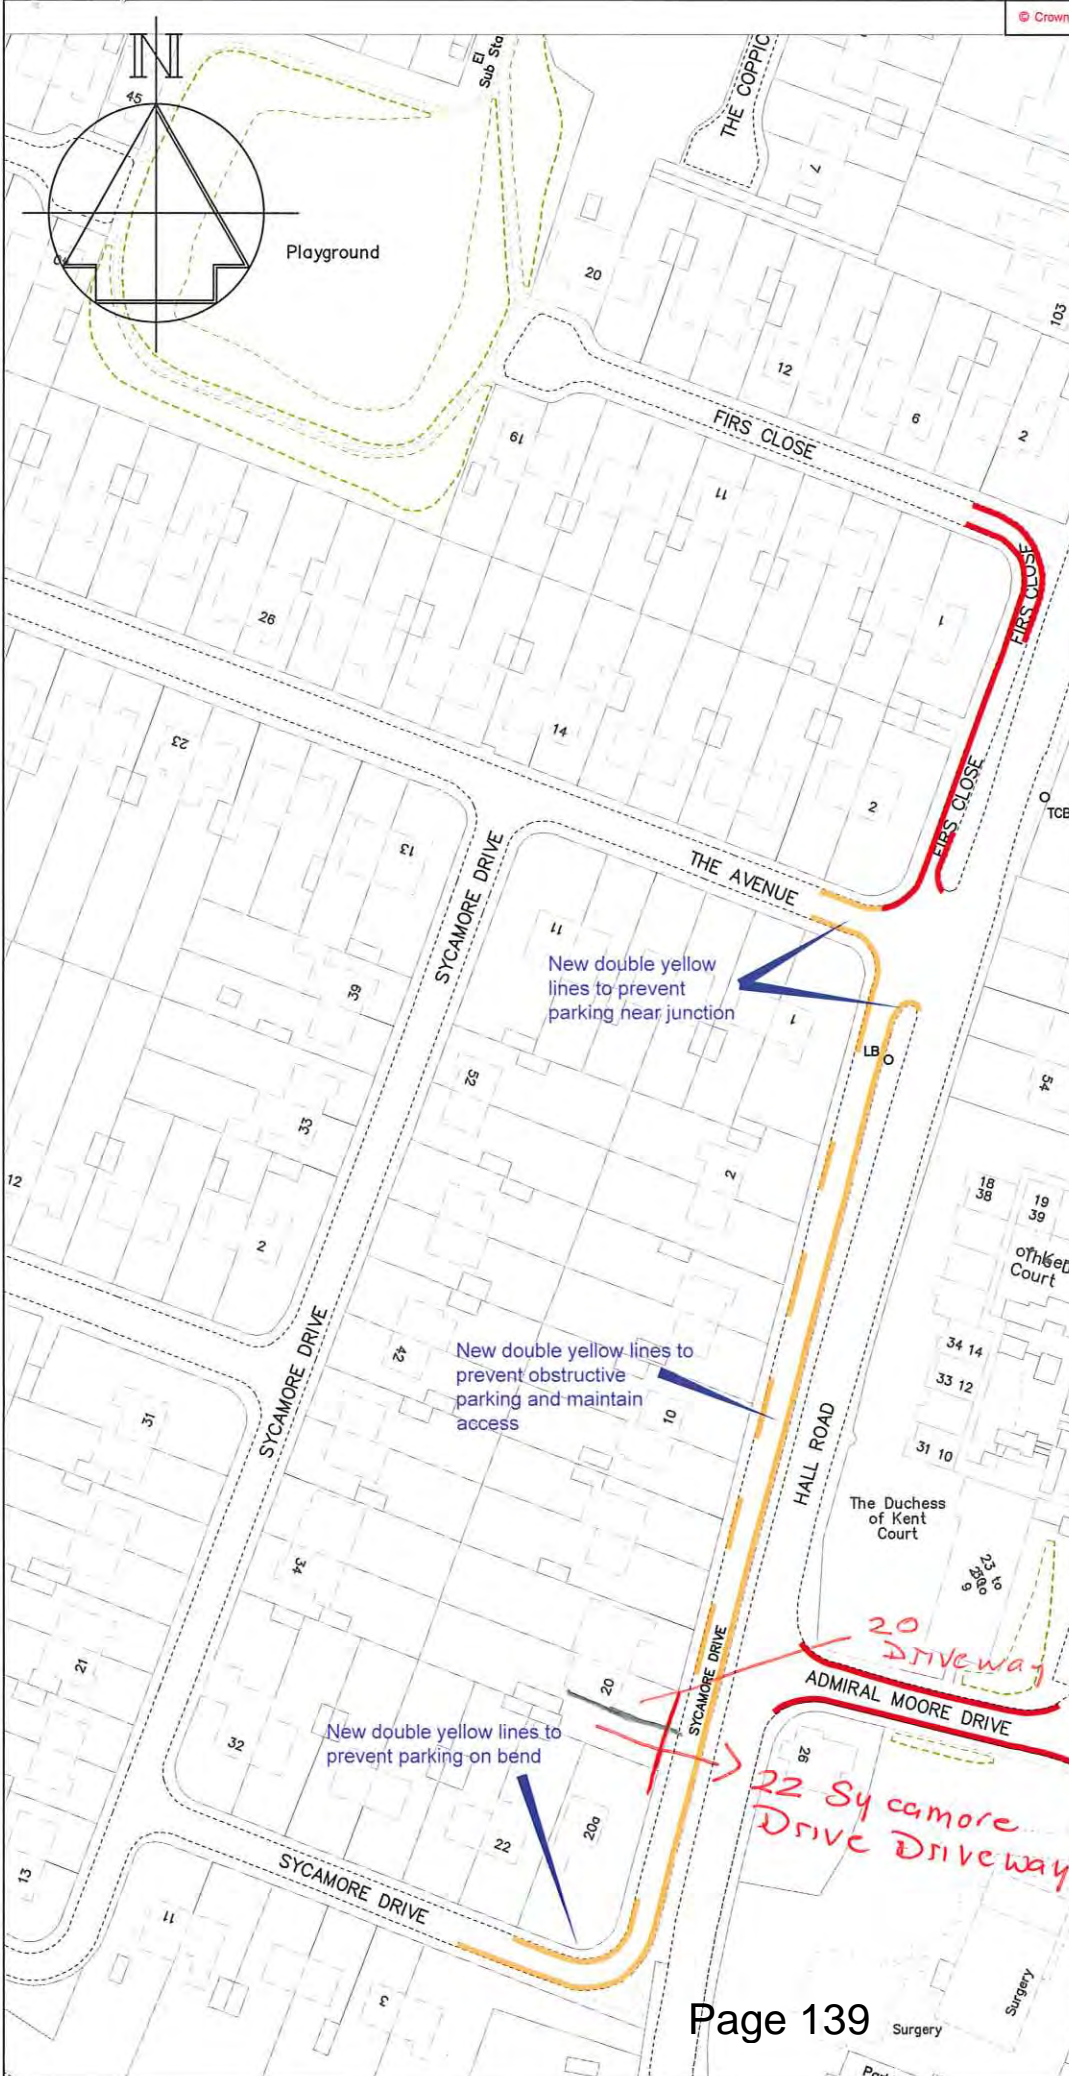 © Crown
N
El
Sub Sta
THE COPPIC
45
7
Playground
20
103
12
6
2
FIRS CLOSE
19
11
FIRS CLOSE
26
1
14
23
2
FIRS CLOSE
TCB
13
SYCAMORE DRIVE
THE AVENUE
11
New double yellow
lines to prevent
parking near junction
39
1
LB
52
54
33
12
2
18
38
19
39
Court
2
SYCAMORE DRIVE
42
New double yellow lines to
prevent obstructive
parking and maintain
access
10
34 14
33 12
31
HALL ROAD
31 10
The Duchess
of Kent
Court
34
23 to
9
20
Driveway
21
20
SYCAMORE DRIVE
ADMIRAL MOORE DRIVE
32
New double yellow lines to
prevent parking on bend
26
22 Sycamore
Drive Driveway
22
20a
13
SYCAMORE DRIVE
11
3
Surgery
Page 139
Surgery